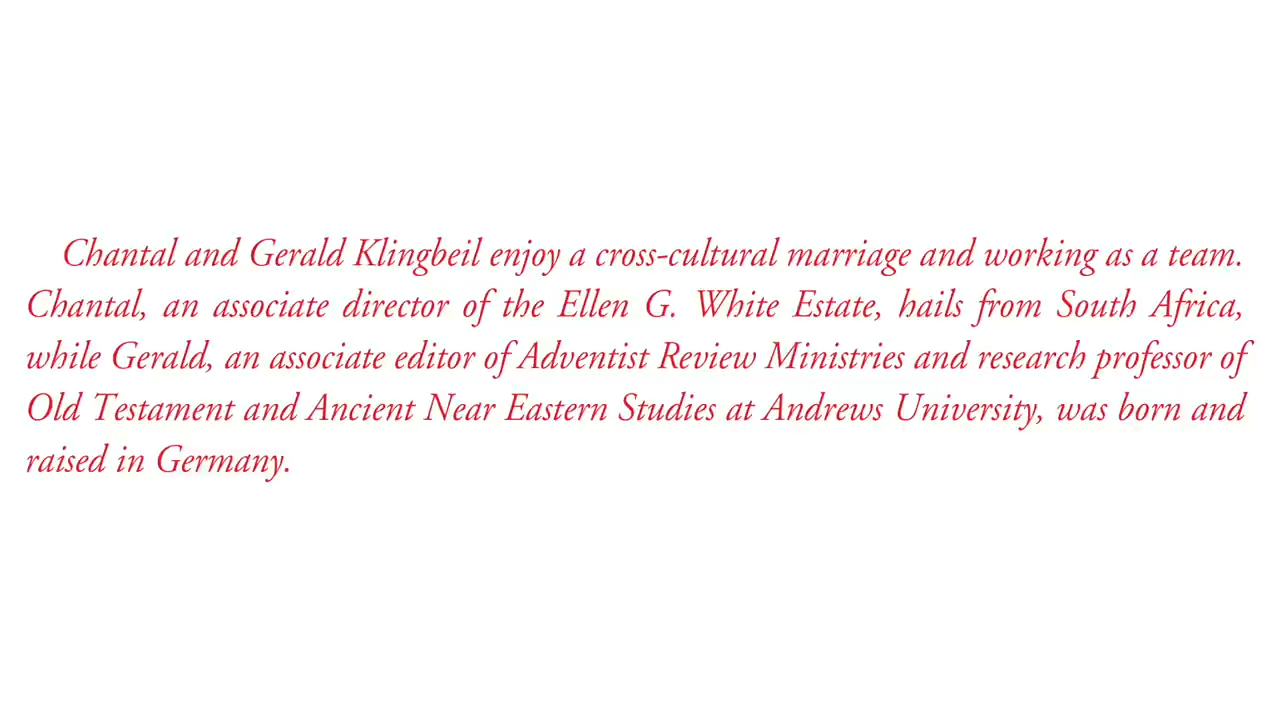 Chantal and Gerald Klingbeil enjoy a cross-cultural marriage and working as a team.
Chantal, an associate director of the Ellen G. White Estate, hails from South Africa,
while Gerald, an associate editor of Adventist Review Ministries and research professor of
Old Testament and Ancient Near Eastern Studies at Andrews University, was born and
raised in Germany.